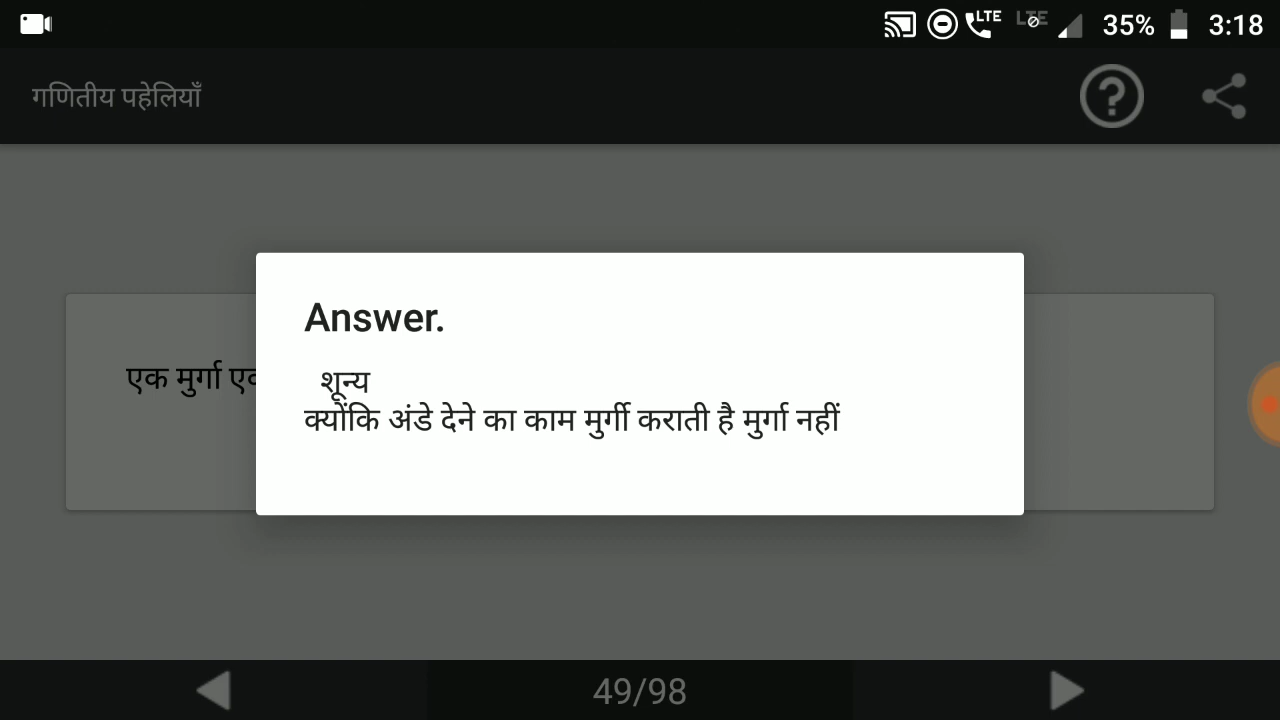 LTE LTE 35% 3:18
गणितीय पहेलियाँ
Answer.
एक मुर्गा
शून्य
क्योंकि अंडे देने का काम मुर्गी कराती है मुर्गा नहीं
49/98